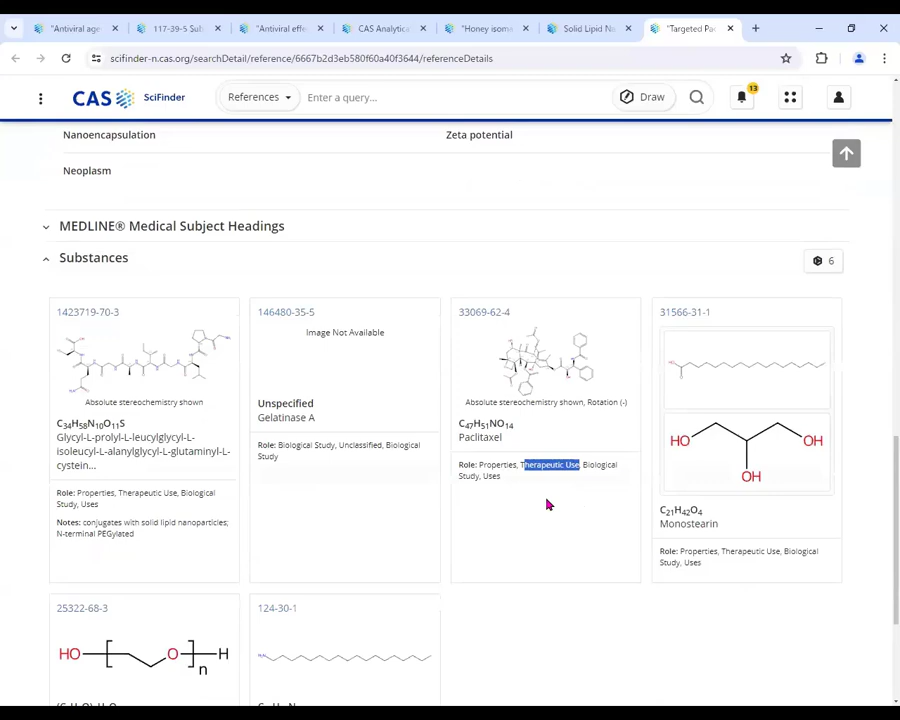 "Antiviral age
117-39-5 Sub
"Antiviral effe
CAS Analytica
"Honey isom
Solid Lipid No
"Targeted Pac
scifinder-n.cas.org/searchDetail/reference/6667b2d3eb580f60a40f3644/referenceDetails
CAS SciFinder
References
Enter a query...
Draw
13
Nanoencapsulation
Zeta potential
Neoplasm
MEDLINE® Medical Subject Headings
Substances
6
1423719-70-3
Absolute stereochemistry shown
C34H58N10O11S
Glycyl-L-prolyl-L-leucylglycyl-L-
isoleucyl-L-alanylglycyl-L-glutaminyl-L-
cystein...
Role: Properties, Therapeutic Use, Biological
Study, Uses
Notes: conjugates with solid lipid nanoparticles;
N-terminal PEGylated
146480-35-5
Image Not Available
Unspecified
Gelatinase A
Role: Biological Study, Unclassified, Biological
Study
33069-62-4
Absolute stereochemistry shown, Rotation (-)
C47H51NO14
Paclitaxel
Role: Properties, Therapeutic Use, Biological
Study, Uses
31566-31-1
HO
OH
OH
C21H42O4
Monostearin
Role: Properties, Therapeutic Use, Biological
Study, Uses
25322-68-3
HO
O
H
n
124-30-1